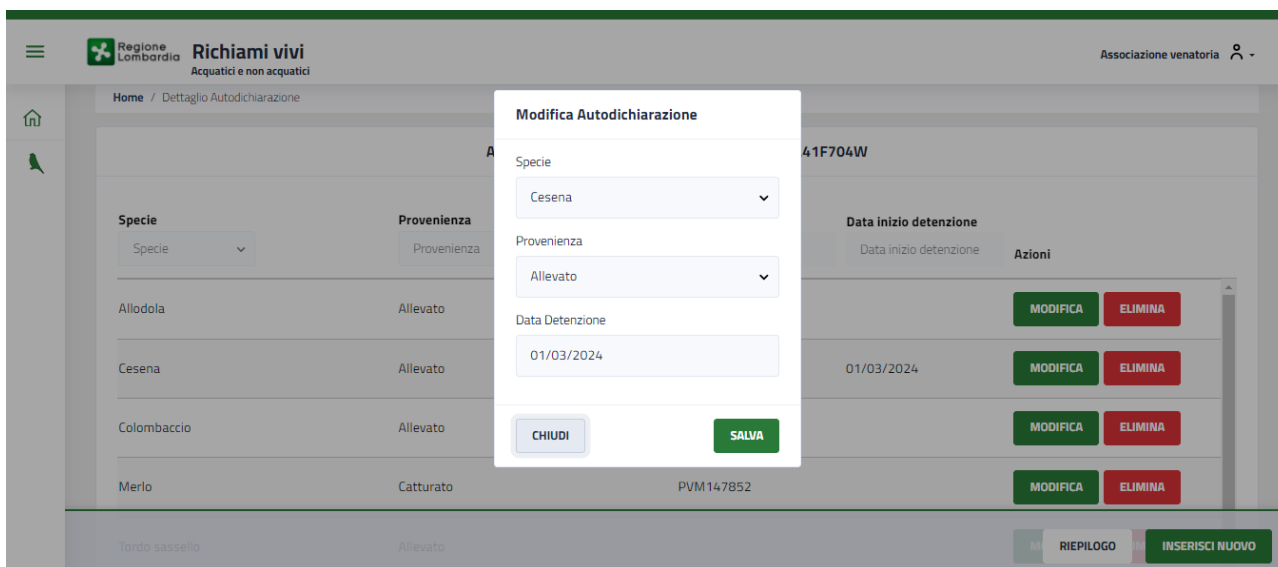 Regione
Lombardia
Richiami vivi
Acquatici e non acquatici
Associazione venatoria
Home / Dettaglio Autodichiarazione
A
41F704W
Modifica Autodichiarazione
Specie
Cesena
Provenienza
Allevato
Data Detenzione
01/03/2024
CHIUDI SALVA
Specie Provenienza Data inizio detenzione Azioni
Specie Provenienza Data inizio detenzione
Allodola Allevato MODIFICA ELIMINA
Cesena Allevato 01/03/2024 MODIFICA ELIMINA
Colombaccio Allevato MODIFICA ELIMINA
Merlo Catturato PVM147852 MODIFICA ELIMINA
Tordo sassello Allevato
RIEPILOGO INSERISCI NUOVO